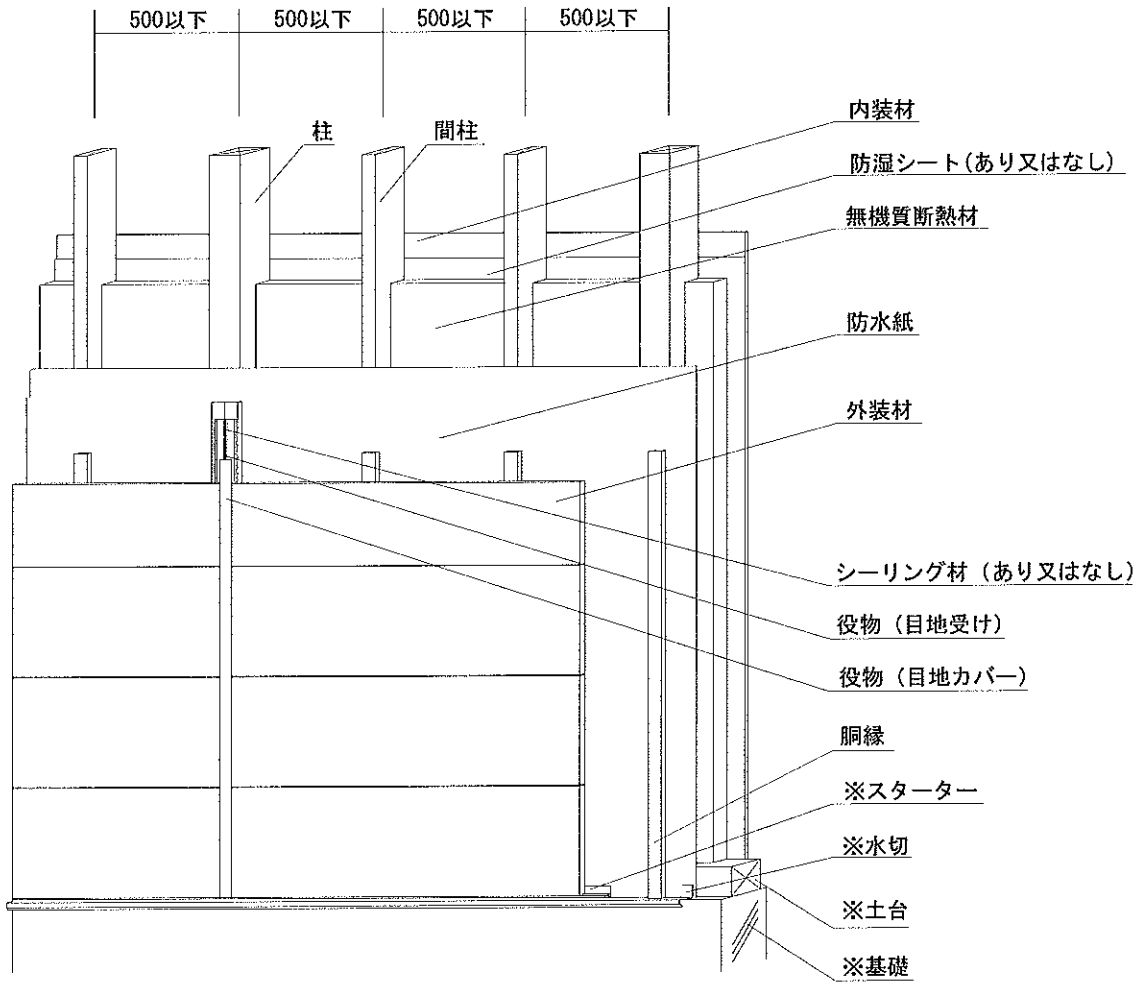 500以下 500以下 500以下 500以下
柱
間柱
内装材
防湿シート(あり又はなし)
無機質断熱材
防水紙
外装材
シーリング材 (あり又はなし)
役物 (目地受け)
役物 (目地カバー)
胴縁
※スターター
※水切
※土台
※基礎